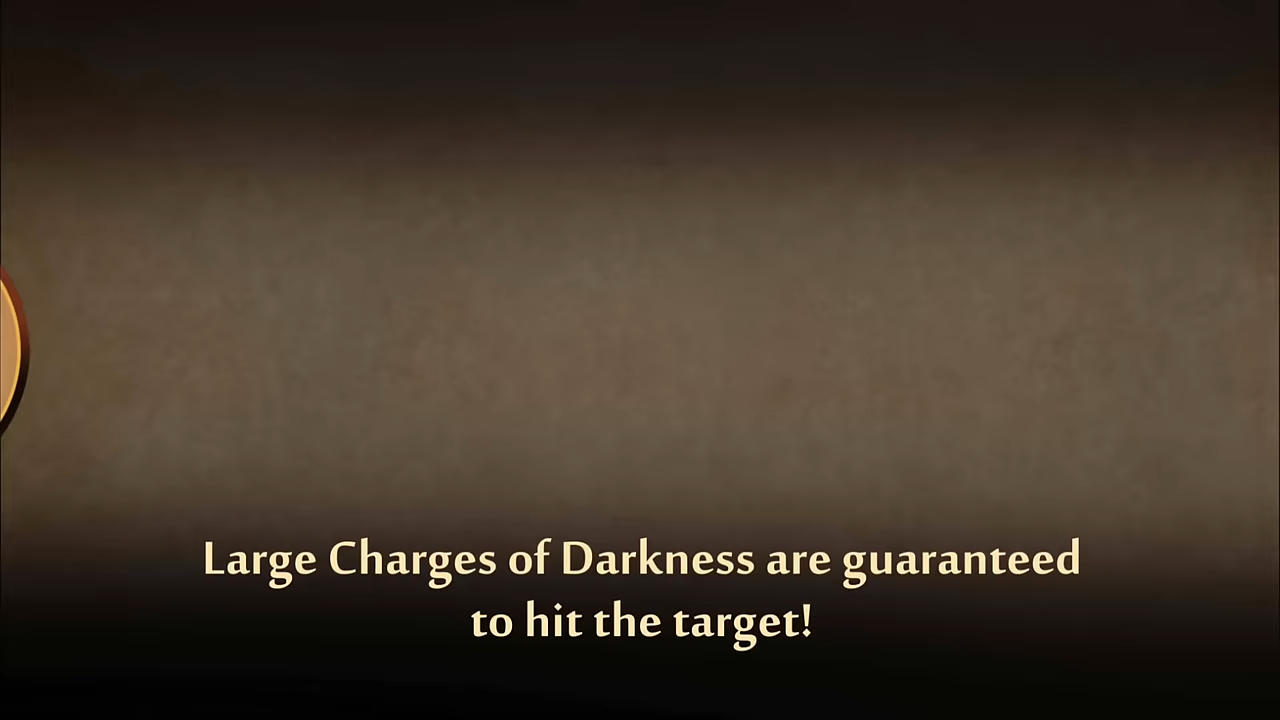 Large Charges of Darkness are guaranteed
to hit the target!